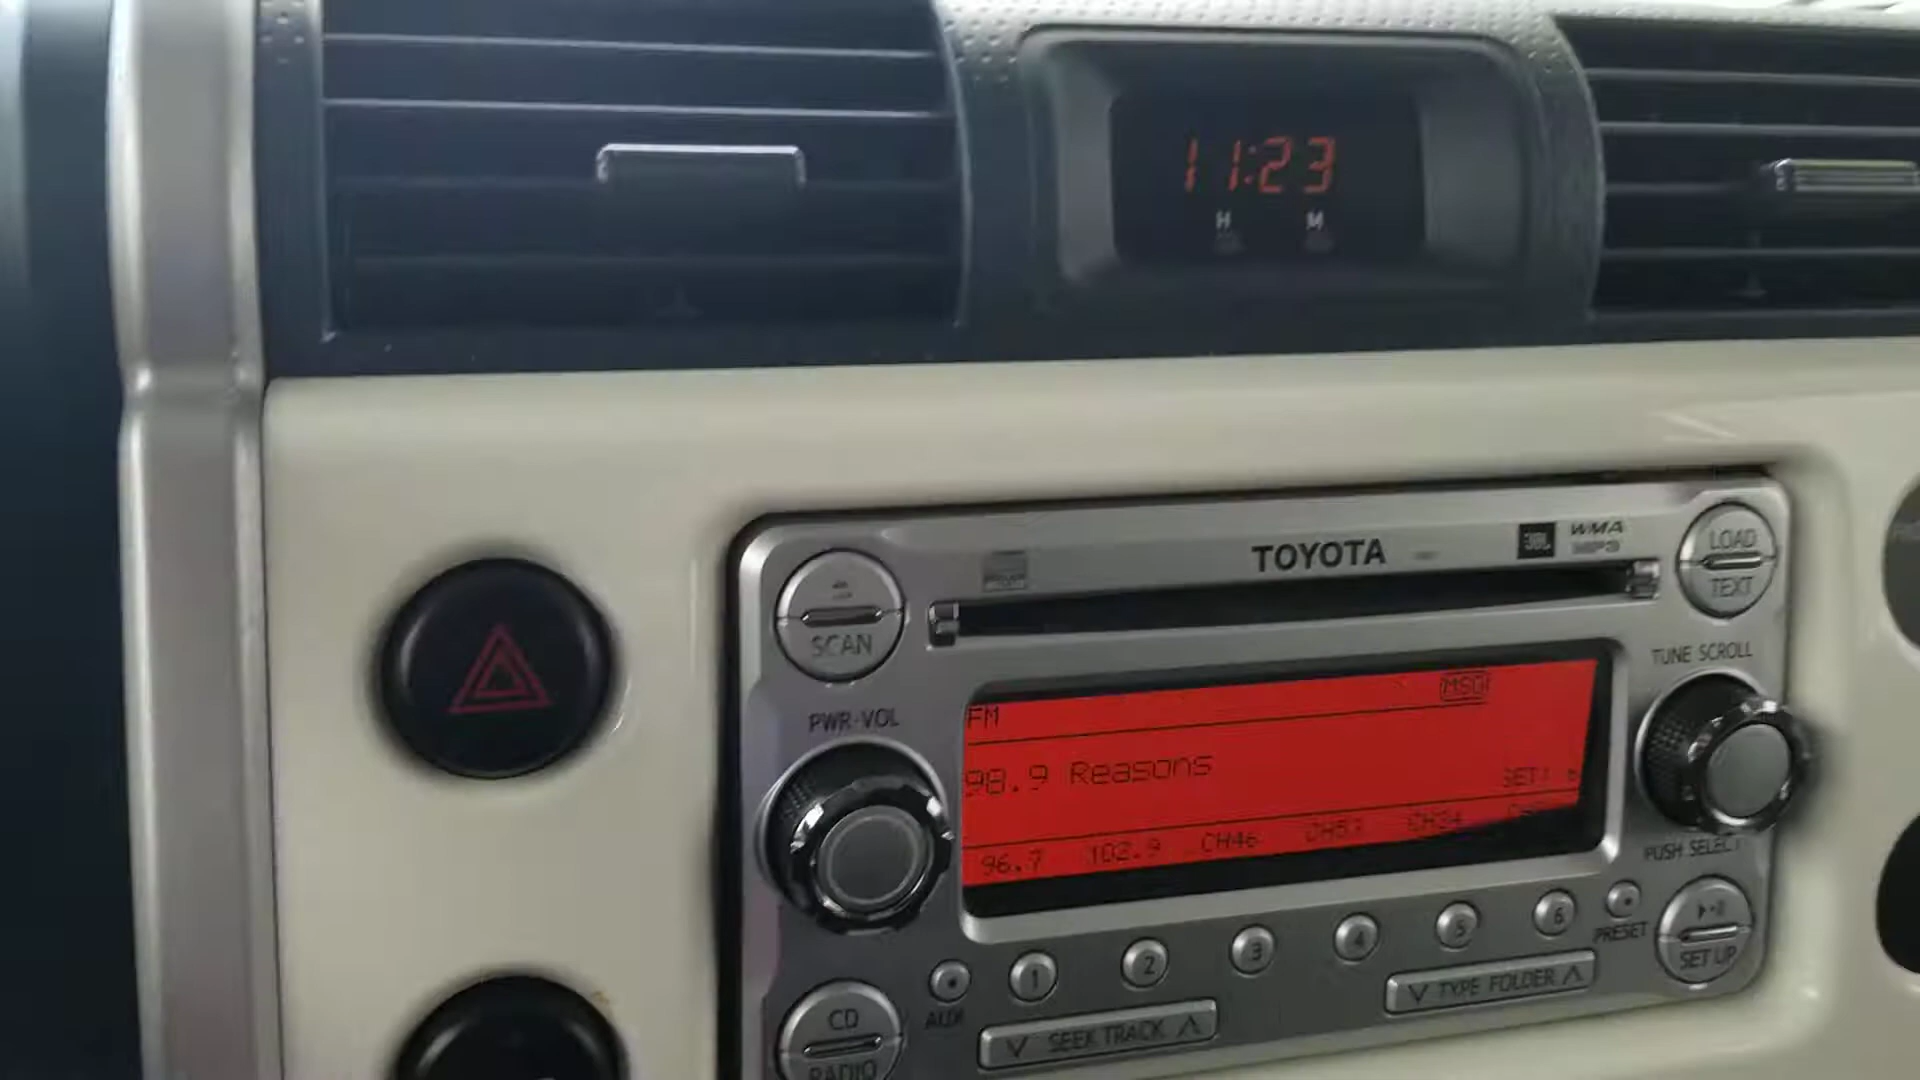 11:23
H M
TOYOTA
JBL WMA
MP3
LOAD
TEXT
SCAN
TUNE SCROLL
PWR·VOL
FM MSG
98.9 Reasons
96.7 102.9 CH46
PUSH SELECT
1 2 3 4 5 6 PRESET
SET UP
AUX
TYPE FOLDER
CD
RADIO
SEEK TRACK